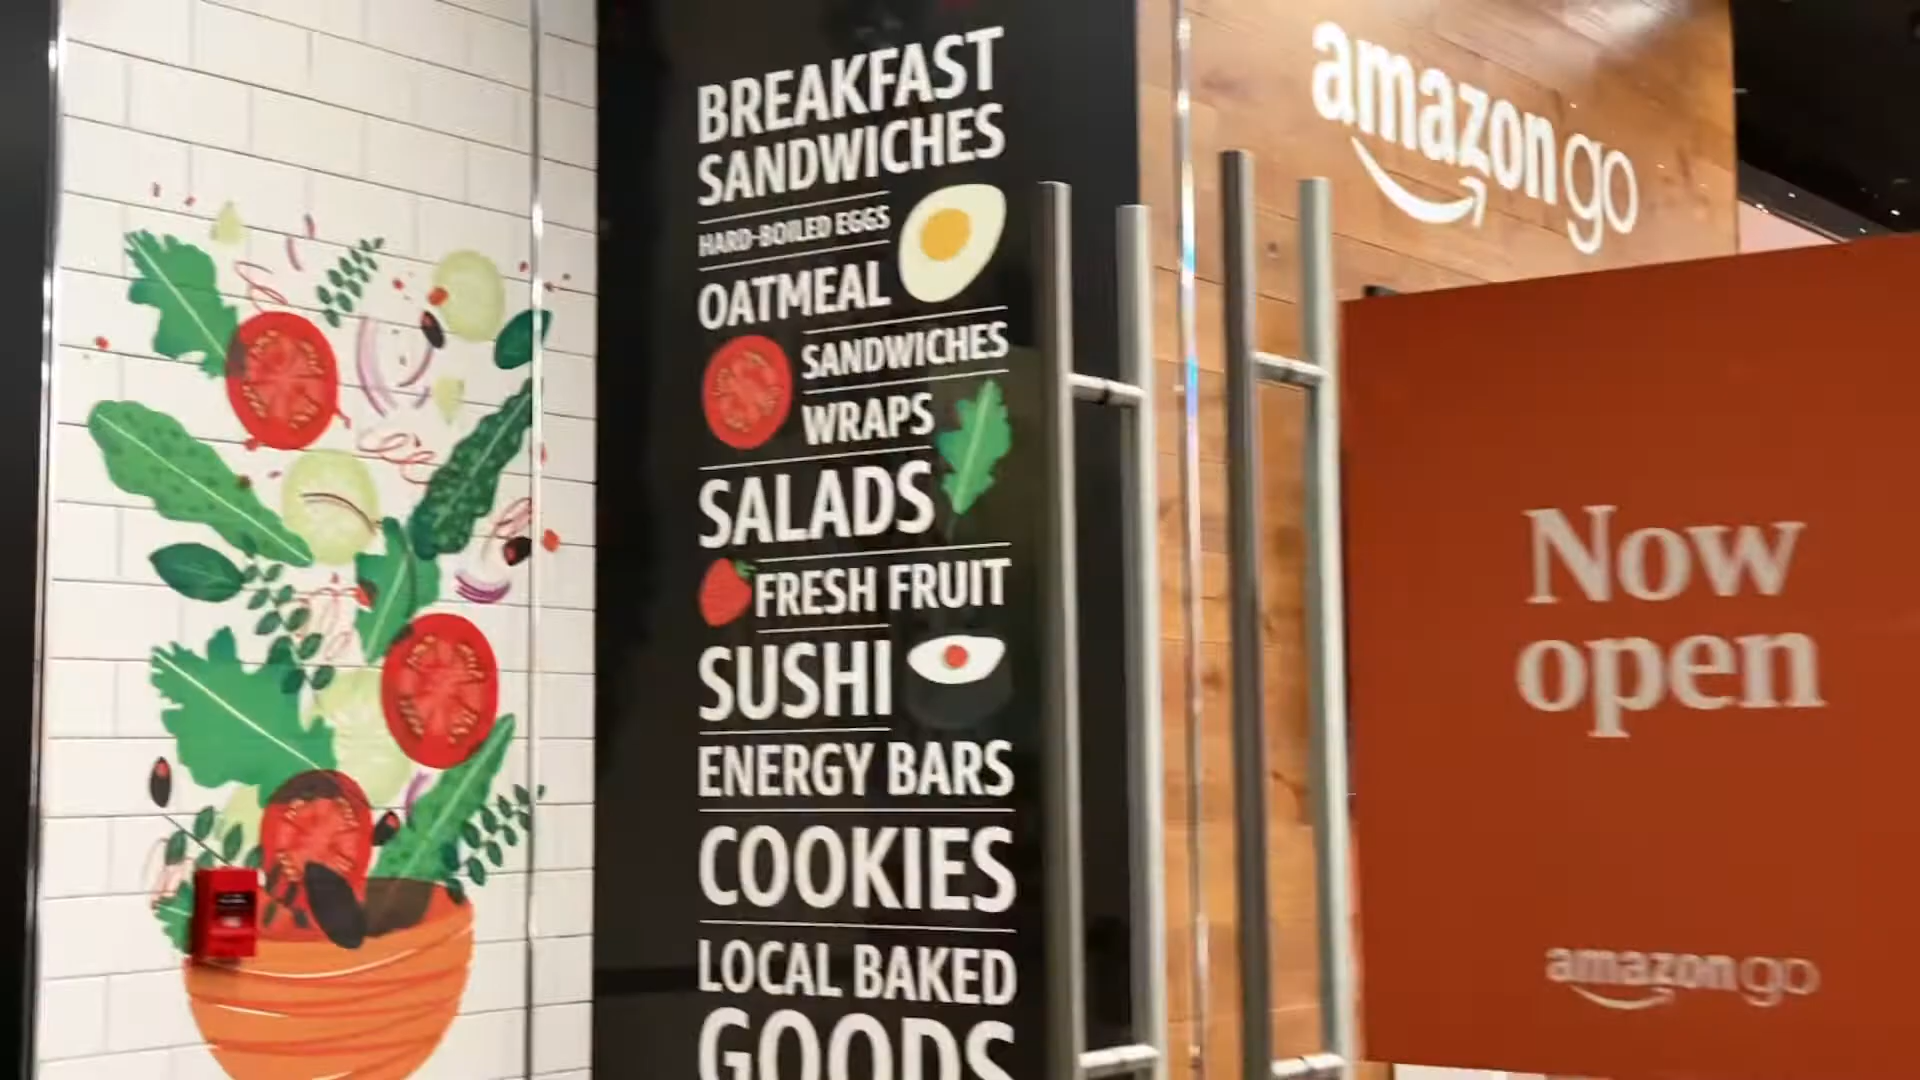 BREAKFAST
SANDWICHES
HARD-BOILED EGGS
OATMEAL
SANDWICHES
WRAPS
SALADS
FRESH FRUIT
SUSHI
ENERGY BARS
COOKIES
LOCAL BAKED
GOODS
amazon go
Now
open
amazon go